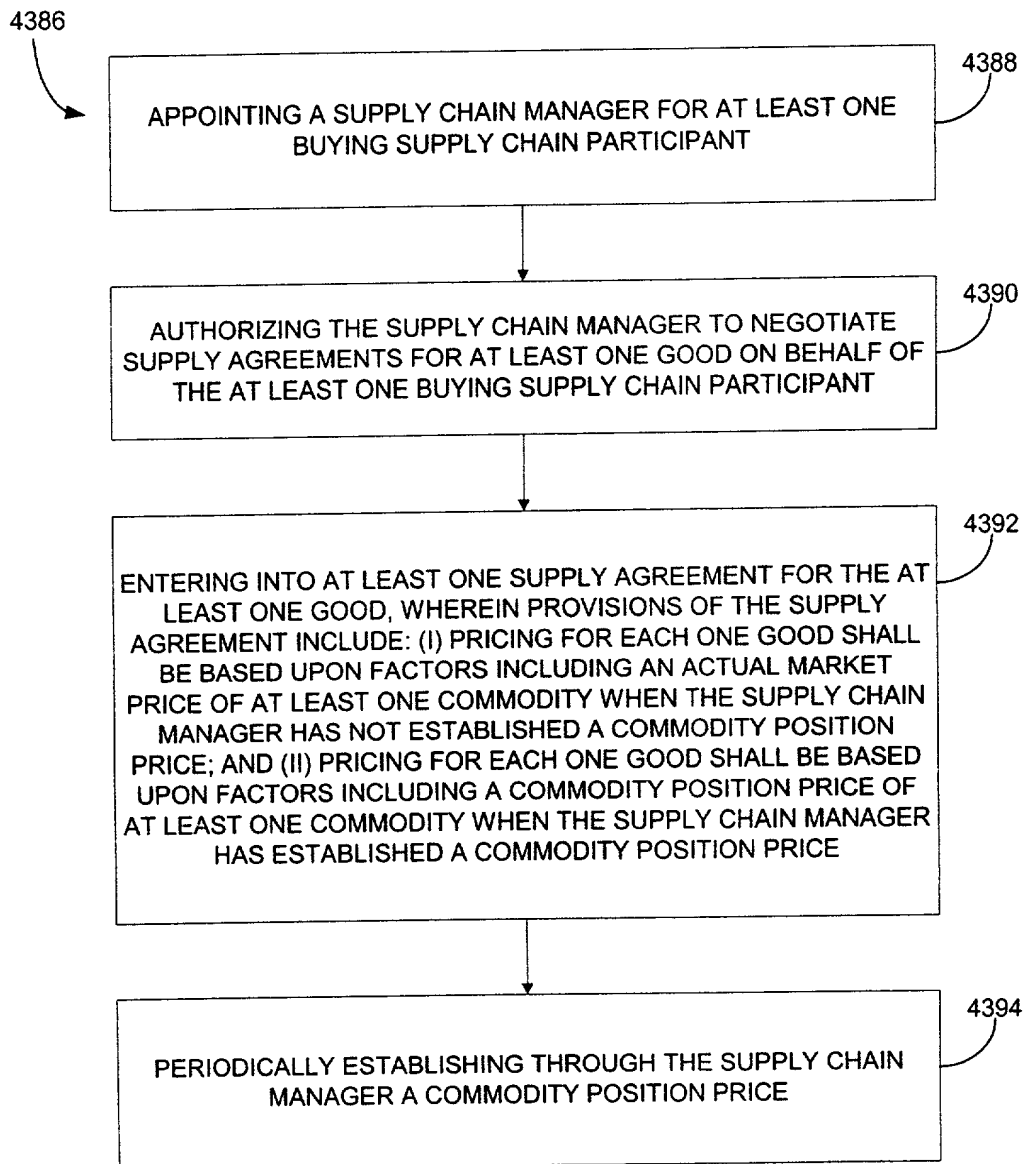 4386
4388
APPOINTING A SUPPLY CHAIN MANAGER FOR AT LEAST ONE
BUYING SUPPLY CHAIN PARTICIPANT
4390
AUTHORIZING THE SUPPLY CHAIN MANAGER TO NEGOTIATE
SUPPLY AGREEMENTS FOR AT LEAST ONE GOOD ON BEHALF OF
THE AT LEAST ONE BUYING SUPPLY CHAIN PARTICIPANT
4392
ENTERING INTO AT LEAST ONE SUPPLY AGREEMENT FOR THE AT
LEAST ONE GOOD, WHEREIN PROVISIONS OF THE SUPPLY
AGREEMENT INCLUDE: (I) PRICING FOR EACH ONE GOOD SHALL
BE BASED UPON FACTORS INCLUDING AN ACTUAL MARKET
PRICE OF AT LEAST ONE COMMODITY WHEN THE SUPPLY CHAIN
MANAGER HAS NOT ESTABLISHED A COMMODITY POSITION
PRICE; AND (II) PRICING FOR EACH ONE GOOD SHALL BE BASED
UPON FACTORS INCLUDING A COMMODITY POSITION PRICE OF
AT LEAST ONE COMMODITY WHEN THE SUPPLY CHAIN MANAGER
HAS ESTABLISHED A COMMODITY POSITION PRICE
4394
PERIODICALLY ESTABLISHING THROUGH THE SUPPLY CHAIN
MANAGER A COMMODITY POSITION PRICE